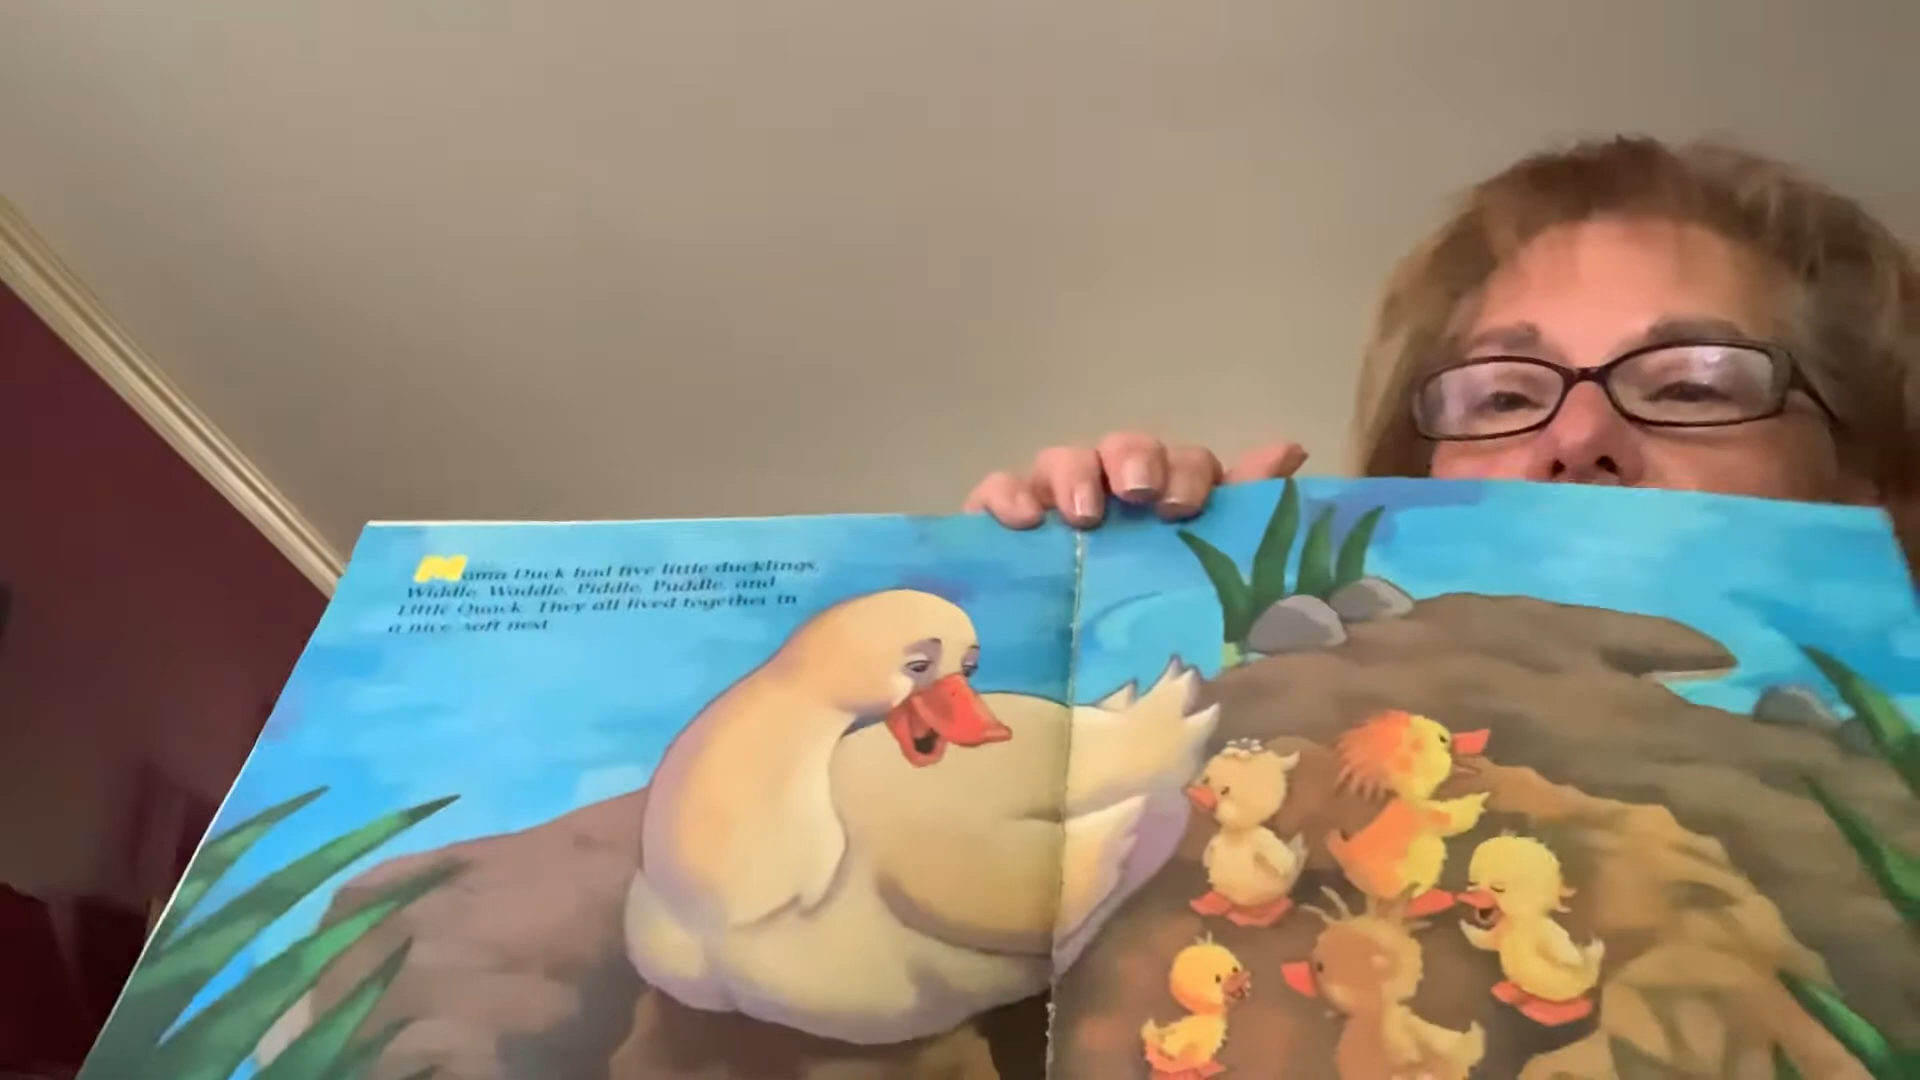 Mama Duck had five little ducklings,
Widdle, Waddle, Piddle, Puddle, and
Little Quack. They all lived together in
a nice, soft nest.